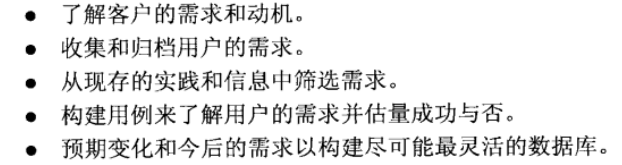 ● 了解客户的需求和动机。
● 收集和归档用户的需求。
● 从现存的实践和信息中筛选需求。
● 构建用例来了解用户的需求并估量成功与否。
● 预期变化和今后的需求以构建尽可能最灵活的数据库。